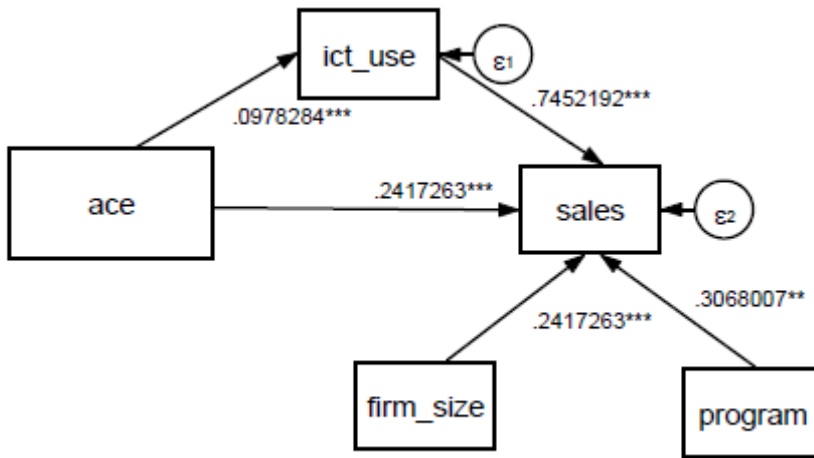 ict_use
ε1
.0978284***
.7452192***
ace
.2417263***
sales
ε2
.2417263***
.3068007**
firm_size
program